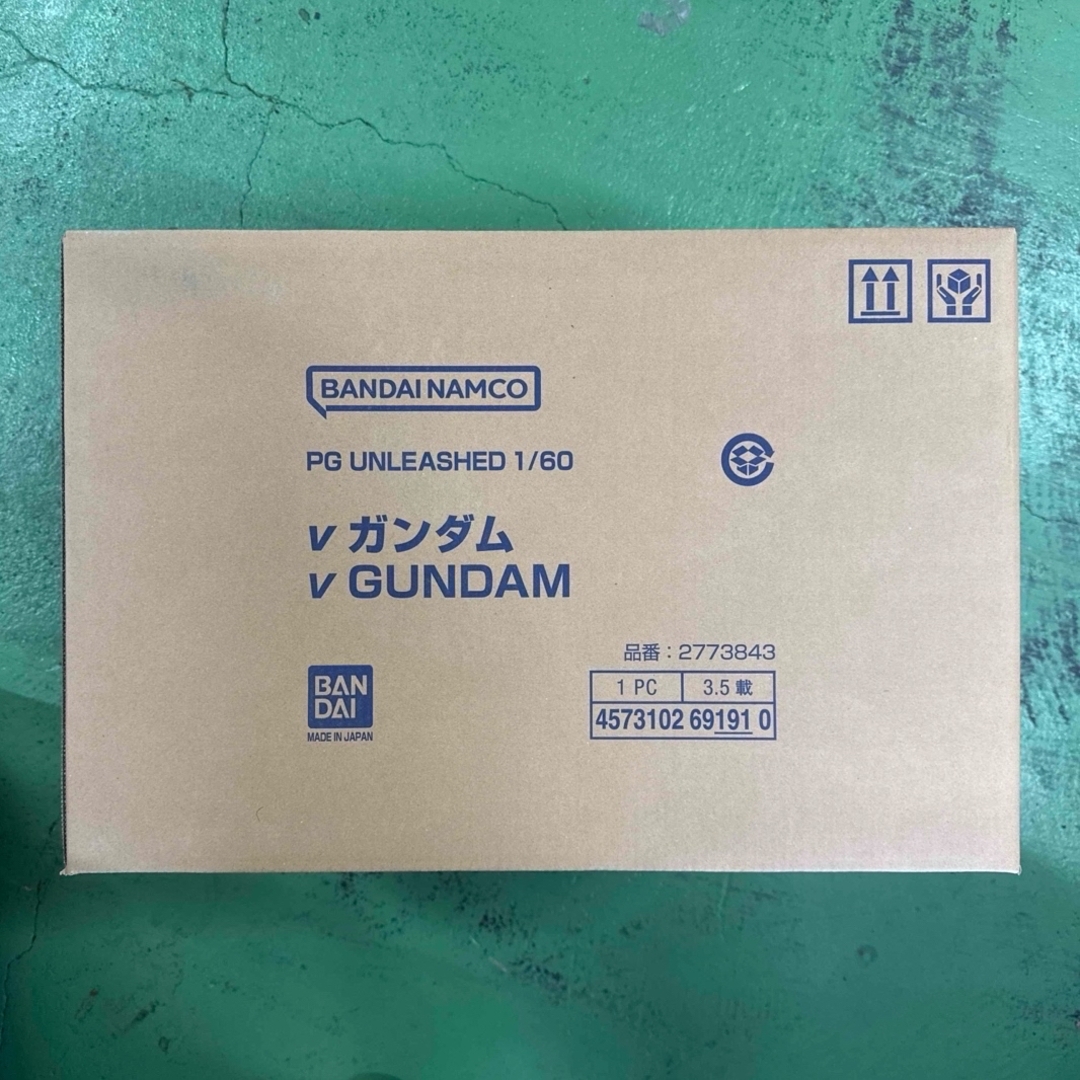 BANDAI NAMCO
PG UNLEASHED 1/60
ν ガンダム
ν GUNDAM
品番：2773843
1 PC 3.5 載
4573102 69191 0
BAN
DAI
MADE IN JAPAN